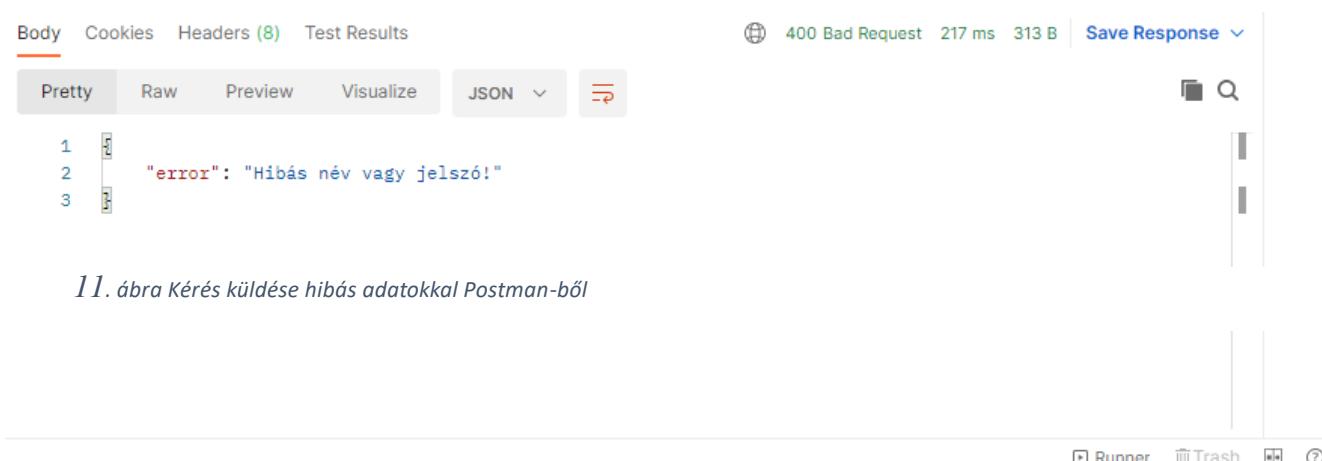 Body Cookies Headers (8) Test Results 400 Bad Request 217 ms 313 B Save Response
Pretty Raw Preview Visualize JSON
1 {
2 "error": "Hibás név vagy jelszó!"
3 }
11. ábra Kérés küldése hibás adatokkal Postman-ből
Runner Trash